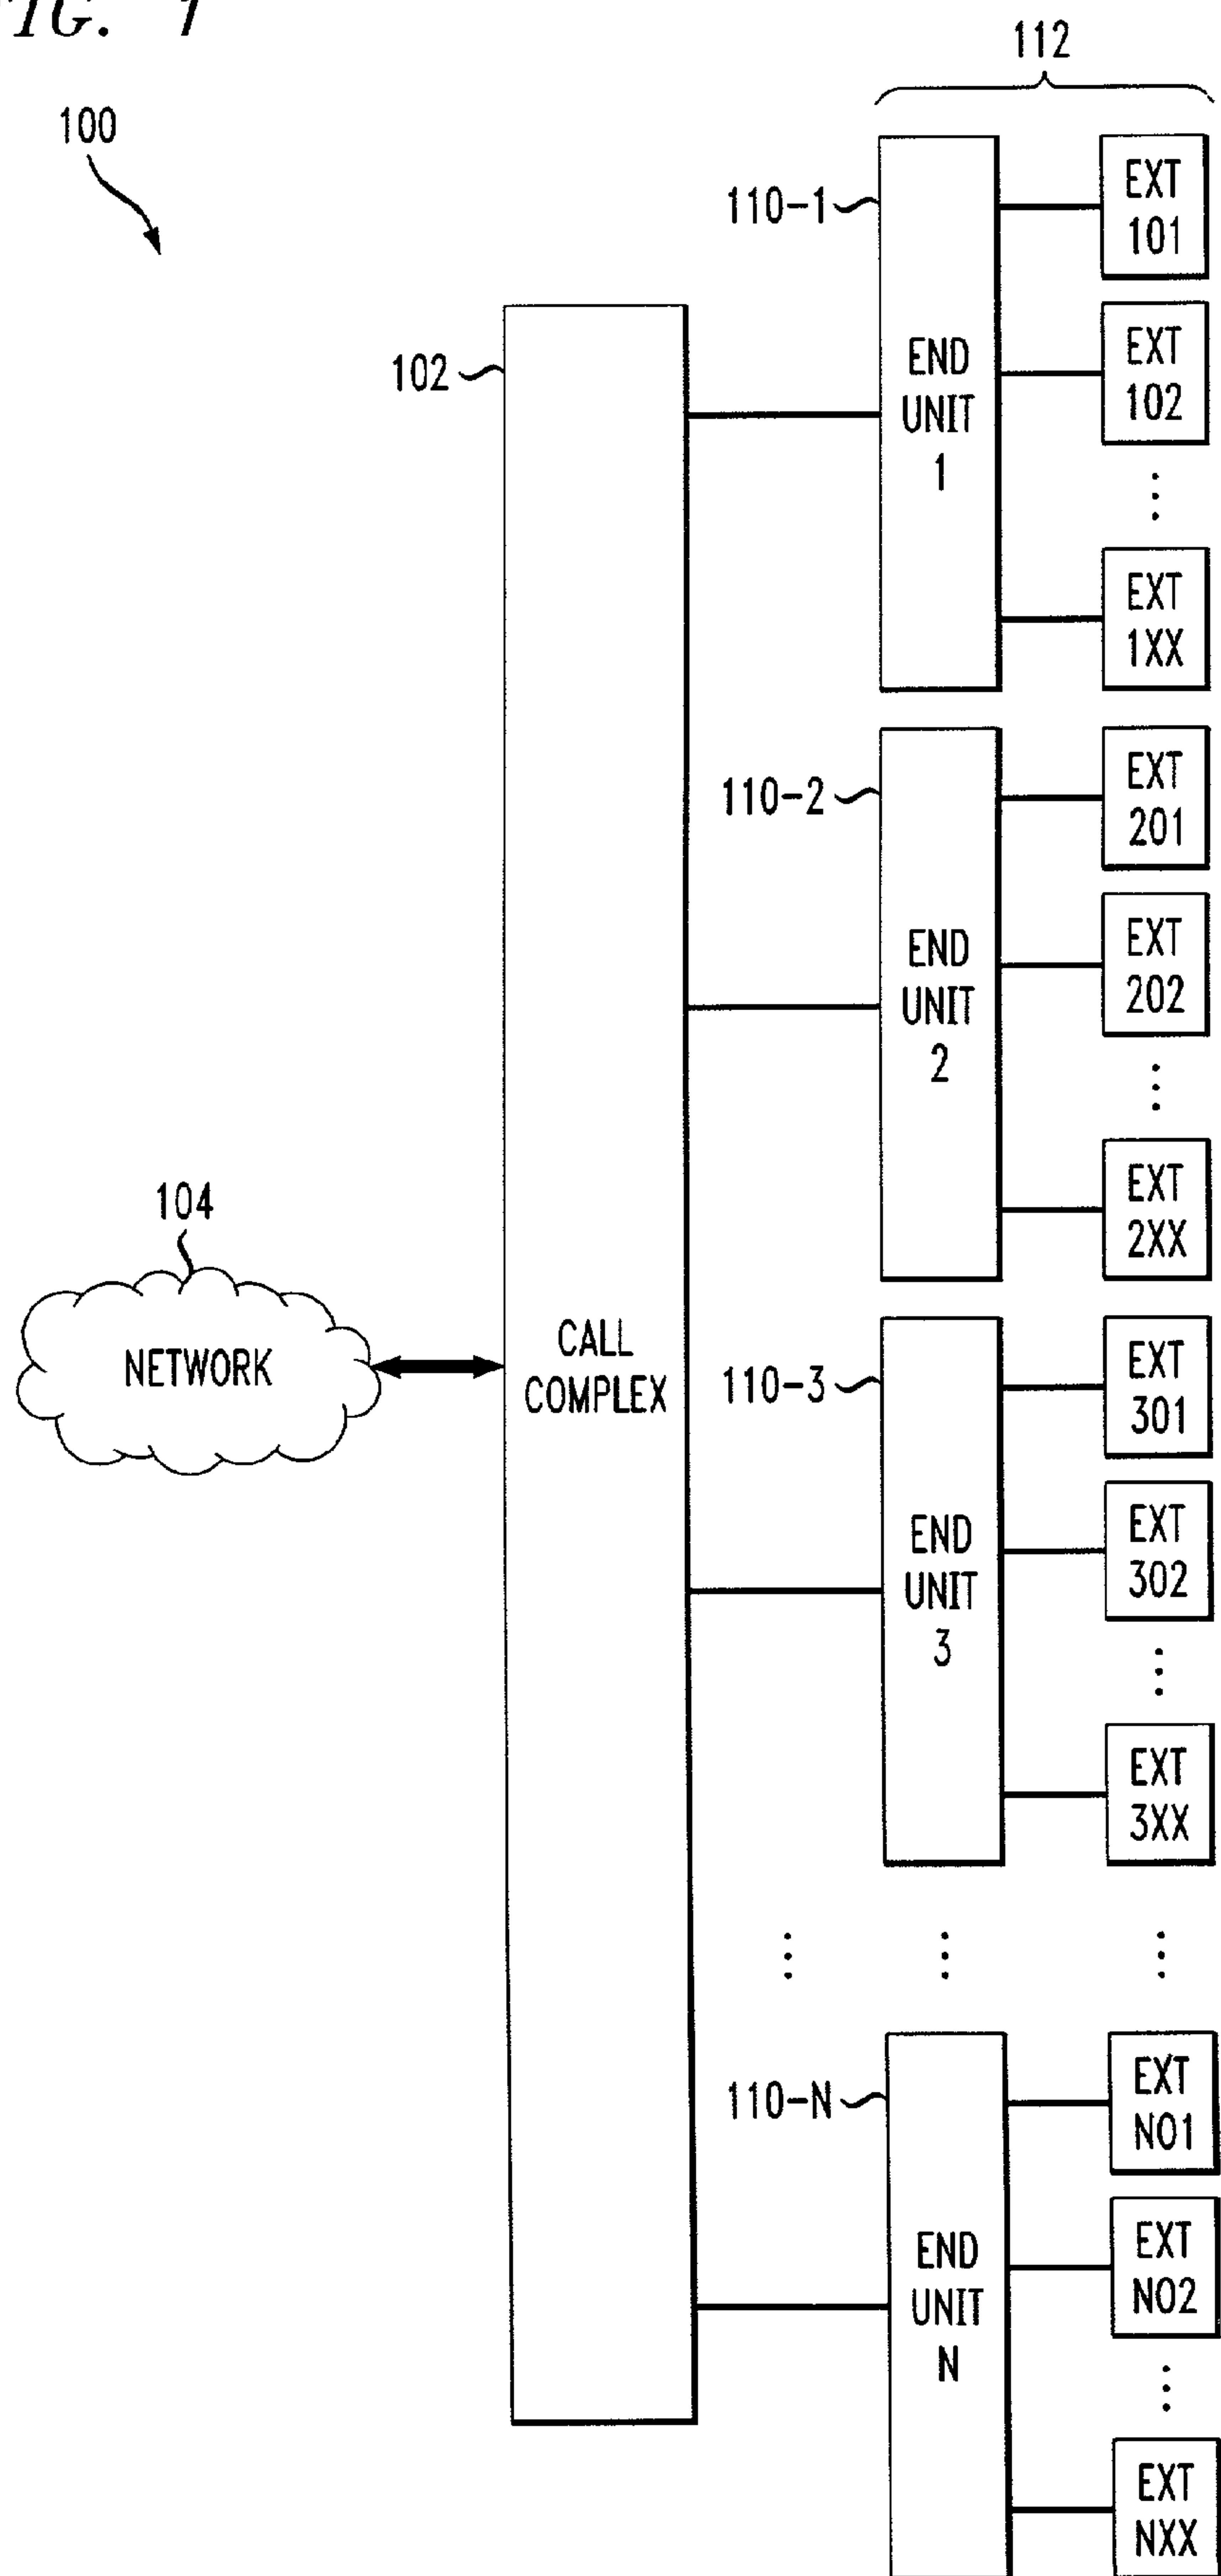 FIG. 1
112
100
110-1
EXT
101
102
END
UNIT
1
EXT
102
EXT
1XX
110-2
EXT
201
END
UNIT
2
EXT
202
EXT
2XX
104
NETWORK
CALL
COMPLEX
110-3
EXT
301
END
UNIT
3
EXT
302
EXT
3XX
110-N
EXT
N01
END
UNIT
N
EXT
N02
EXT
NXX